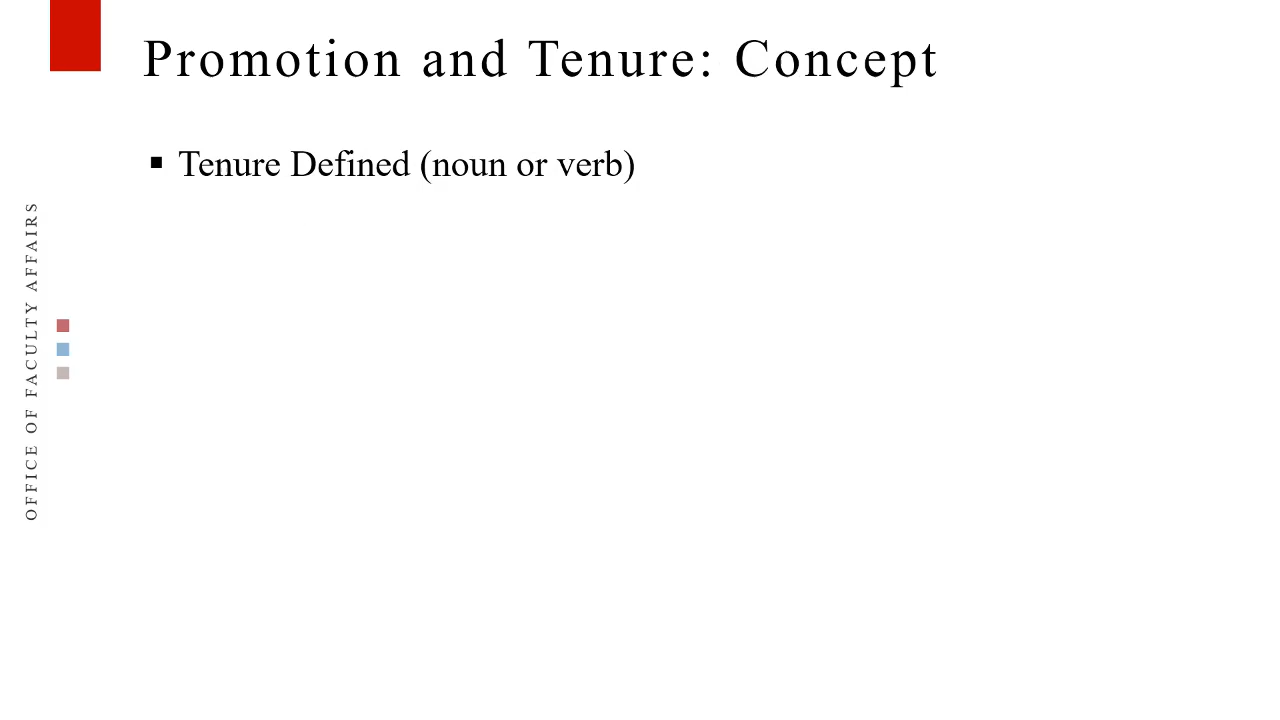 Promotion and Tenure: Concept
▪ Tenure Defined (noun or verb)
OFFICE OF FACULTY AFFAIRS